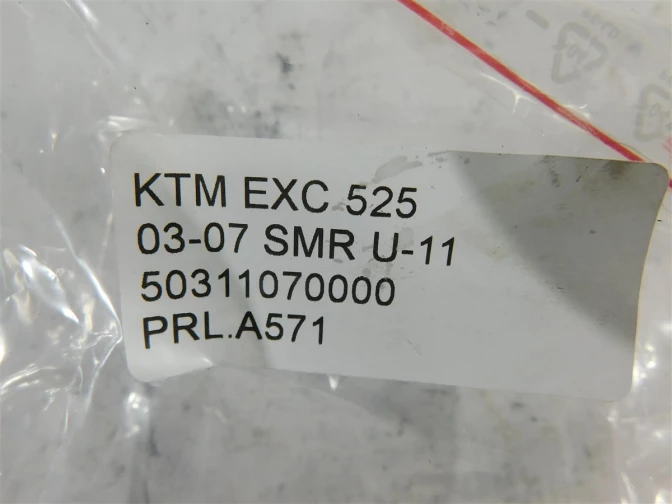 KTM EXC 525
03-07 SMR U-11
50311070000
PRL.A571